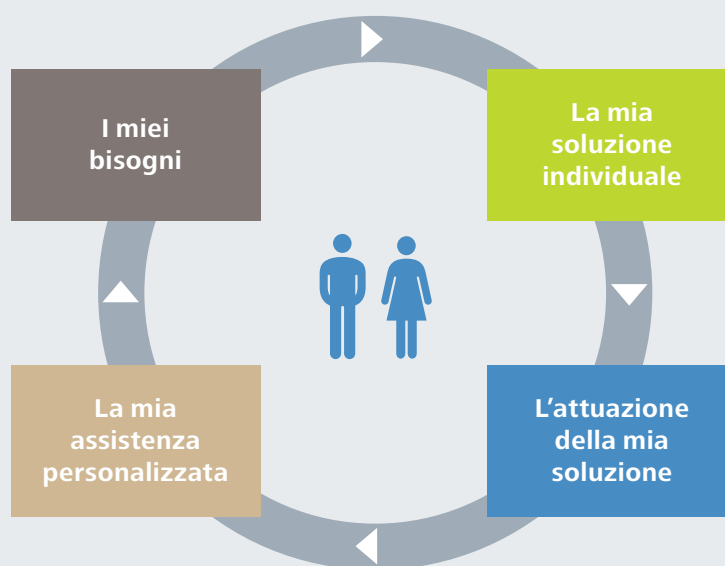 I miei
bisogni
La mia
soluzione
individuale
La mia
assistenza
personalizzata
L’attuazione
della mia
soluzione